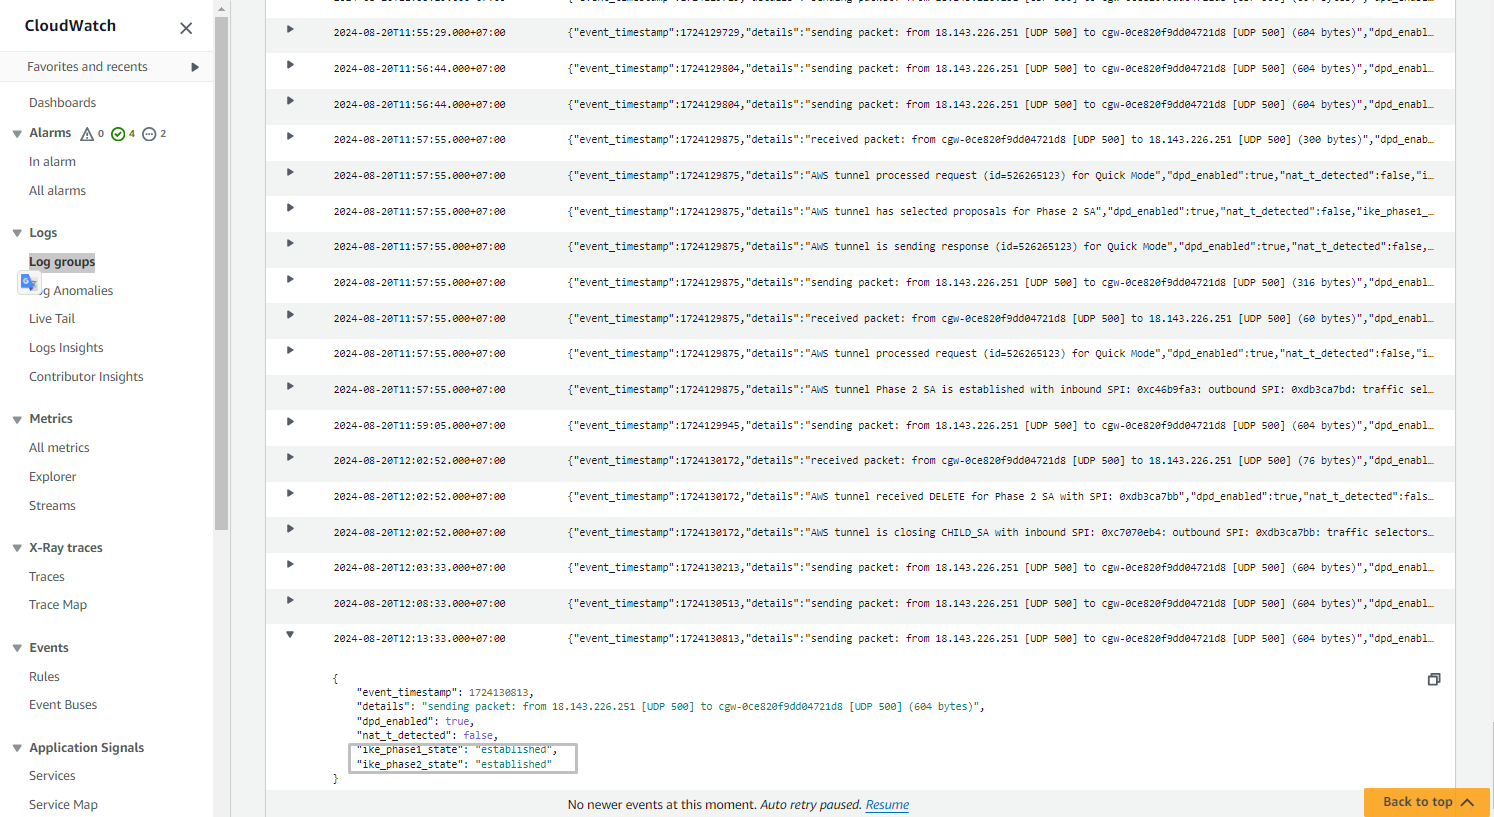 CloudWatch
Favorites and recents
Dashboards
Alarms 0 4 2
In alarm
All alarms
Logs
Log groups
Log Anomalies
Live Tail
Logs Insights
Contributor Insights
Metrics
All metrics
Explorer
Streams
X-Ray traces
Traces
Trace Map
Events
Rules
Event Buses
Application Signals
Services
Service Map
2024-08-20T11:55:29.000+07:00 {"event_timestamp":1724129729,"details":"sending packet: from 18.143.226.251 [UDP 500] to cgw-0ce820f9dd04721d8 [UDP 500] (604 bytes)","dpd_enabl…
2024-08-20T11:56:44.000+07:00 {"event_timestamp":1724129804,"details":"sending packet: from 18.143.226.251 [UDP 500] to cgw-0ce820f9dd04721d8 [UDP 500] (604 bytes)","dpd_enabl…
2024-08-20T11:56:44.000+07:00 {"event_timestamp":1724129804,"details":"sending packet: from 18.143.226.251 [UDP 500] to cgw-0ce820f9dd04721d8 [UDP 500] (604 bytes)","dpd_enabl…
2024-08-20T11:57:55.000+07:00 {"event_timestamp":1724129875,"details":"received packet: from cgw-0ce820f9dd04721d8 [UDP 500] to 18.143.226.251 [UDP 500] (300 bytes)","dpd_enab…
2024-08-20T11:57:55.000+07:00 {"event_timestamp":1724129875,"details":"AWS tunnel processed request (id=526265123) for Quick Mode","dpd_enabled":true,"nat_t_detected":false,"i…
2024-08-20T11:57:55.000+07:00 {"event_timestamp":1724129875,"details":"AWS tunnel has selected proposals for Phase 2 SA","dpd_enabled":true,"nat_t_detected":false,"ike_phase1_…
2024-08-20T11:57:55.000+07:00 {"event_timestamp":1724129875,"details":"AWS tunnel is sending response (id=526265123) for Quick Mode","dpd_enabled":true,"nat_t_detected":false,…
2024-08-20T11:57:55.000+07:00 {"event_timestamp":1724129875,"details":"sending packet: from 18.143.226.251 [UDP 500] to cgw-0ce820f9dd04721d8 [UDP 500] (316 bytes)","dpd_enabl…
2024-08-20T11:57:55.000+07:00 {"event_timestamp":1724129875,"details":"received packet: from cgw-0ce820f9dd04721d8 [UDP 500] to 18.143.226.251 [UDP 500] (60 bytes)","dpd_enabl…
2024-08-20T11:57:55.000+07:00 {"event_timestamp":1724129875,"details":"AWS tunnel processed request (id=526265123) for Quick Mode","dpd_enabled":true,"nat_t_detected":false,"i…
2024-08-20T11:57:55.000+07:00 {"event_timestamp":1724129875,"details":"AWS tunnel Phase 2 SA is established with inbound SPI: 0xc46b9fa3: outbound SPI: 0xdb3ca7bd: traffic sel…
2024-08-20T11:59:05.000+07:00 {"event_timestamp":1724129945,"details":"sending packet: from 18.143.226.251 [UDP 500] to cgw-0ce820f9dd04721d8 [UDP 500] (604 bytes)","dpd_enabl…
2024-08-20T12:02:52.000+07:00 {"event_timestamp":1724130172,"details":"received packet: from cgw-0ce820f9dd04721d8 [UDP 500] to 18.143.226.251 [UDP 500] (76 bytes)","dpd_enabl…
2024-08-20T12:02:52.000+07:00 {"event_timestamp":1724130172,"details":"AWS tunnel received DELETE for Phase 2 SA with SPI: 0xdb3ca7bb","dpd_enabled":true,"nat_t_detected":fals…
2024-08-20T12:02:52.000+07:00 {"event_timestamp":1724130172,"details":"AWS tunnel is closing CHILD_SA with inbound SPI: 0xc7070eb4: outbound SPI: 0xdb3ca7bb: traffic selectors…
2024-08-20T12:03:33.000+07:00 {"event_timestamp":1724130213,"details":"sending packet: from 18.143.226.251 [UDP 500] to cgw-0ce820f9dd04721d8 [UDP 500] (604 bytes)","dpd_enabl…
2024-08-20T12:08:33.000+07:00 {"event_timestamp":1724130513,"details":"sending packet: from 18.143.226.251 [UDP 500] to cgw-0ce820f9dd04721d8 [UDP 500] (604 bytes)","dpd_enabl…
2024-08-20T12:13:33.000+07:00 {"event_timestamp":1724130813,"details":"sending packet: from 18.143.226.251 [UDP 500] to cgw-0ce820f9dd04721d8 [UDP 500] (604 bytes)","dpd_enabl…
{
"event_timestamp": 1724130813,
"details": "sending packet: from 18.143.226.251 [UDP 500] to cgw-0ce820f9dd04721d8 [UDP 500] (604 bytes)",
"dpd_enabled": true,
"nat_t_detected": false,
"ike_phase1_state": "established",
"ike_phase2_state": "established"
}
No newer events at this moment. Auto retry paused. Resume
Back to top